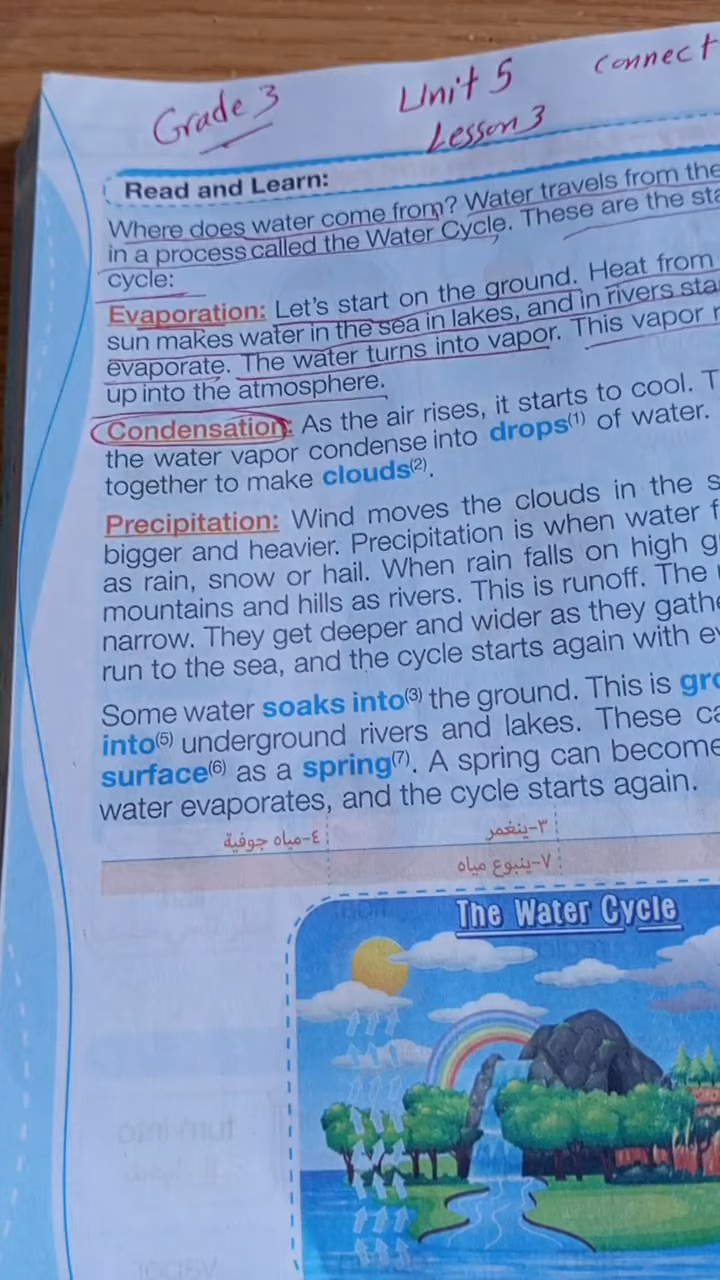 Grade 3 Unit 5 Connect
Lesson 3
Read and Learn:
Where does water come from? Water travels from the
in a process called the Water Cycle. These are the sta
cycle:
Evaporation: Let's start on the ground. Heat from
sun makes water in the sea in lakes, and in rivers sta
evaporate. The water turns into vapor. This vapor r
up into the atmosphere.
Condensation: As the air rises, it starts to cool. T
the water vapor condense into drops(1) of water.
together to make clouds(2).
Precipitation: Wind moves the clouds in the s
bigger and heavier. Precipitation is when water f
as rain, snow or hail. When rain falls on high g
mountains and hills as rivers. This is runoff. The
narrow. They get deeper and wider as they gathe
run to the sea, and the cycle starts again with ev
Some water soaks into(3) the ground. This is gro
into(5) underground rivers and lakes. These ca
surface(6) as a spring(7). A spring can become
water evaporates, and the cycle starts again.
٣-ينغمر ٤-مياه جوفية
٧-ينبوع مياه
The Water Cycle